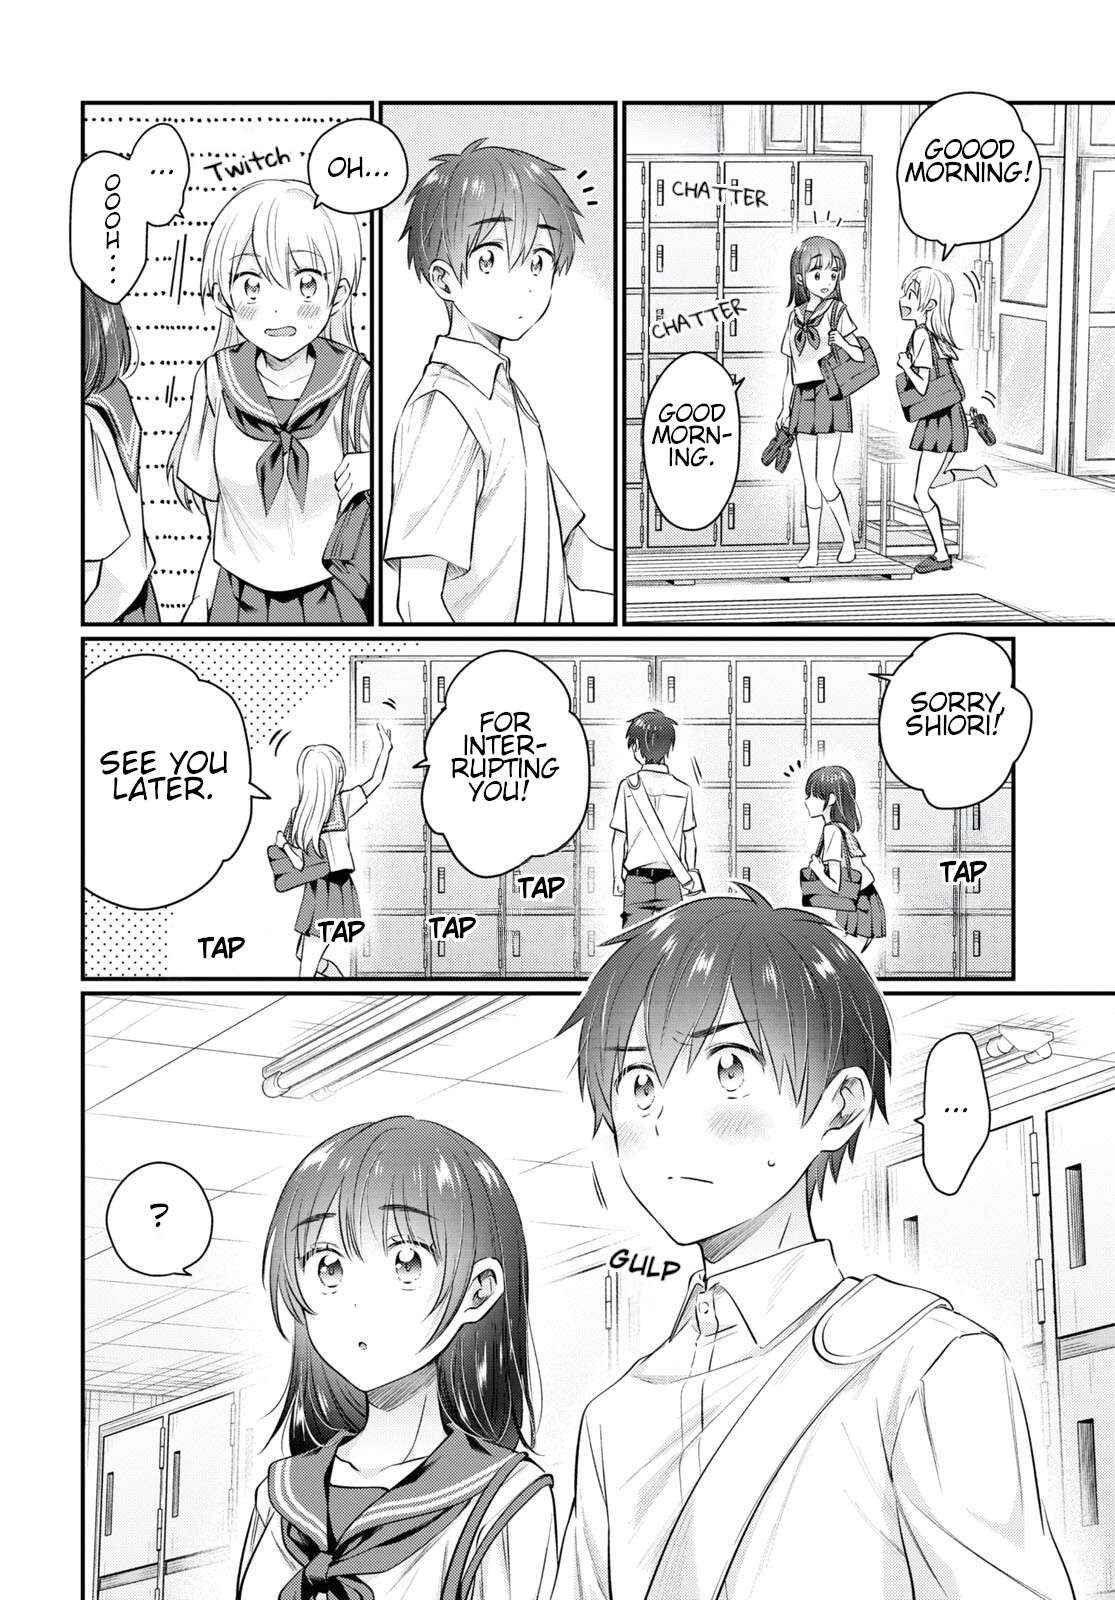 GOOOD
MORNING!
CHATTER
CHATTER
GOOD
MORN-
ING.
OH...
Twitch
...
OOOH...
SORRY,
SHIORI!
FOR
INTER-
RUPTING
YOU!
SEE YOU
LATER.
TAP
TAP
TAP
TAP
TAP
...
GULP
?